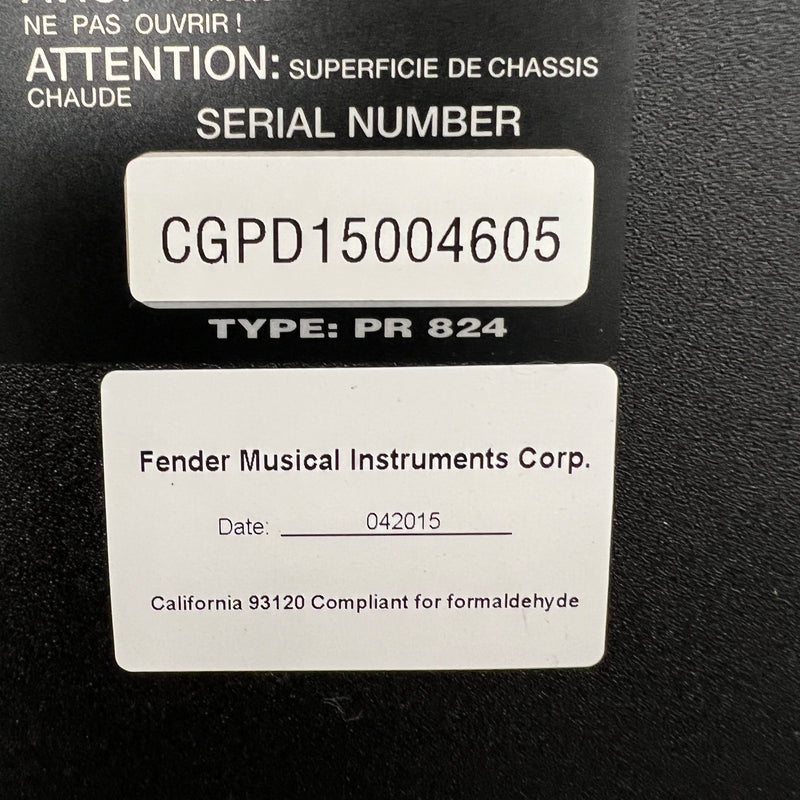 NE PAS OUVRIR!
ATTENTION: SUPERFICIE DE CHASSIS
CHAUDE
SERIAL NUMBER
CGPD15004605
TYPE: PR 824
Fender Musical Instruments Corp.
Date: 042015
California 93120 Compliant for formaldehyde